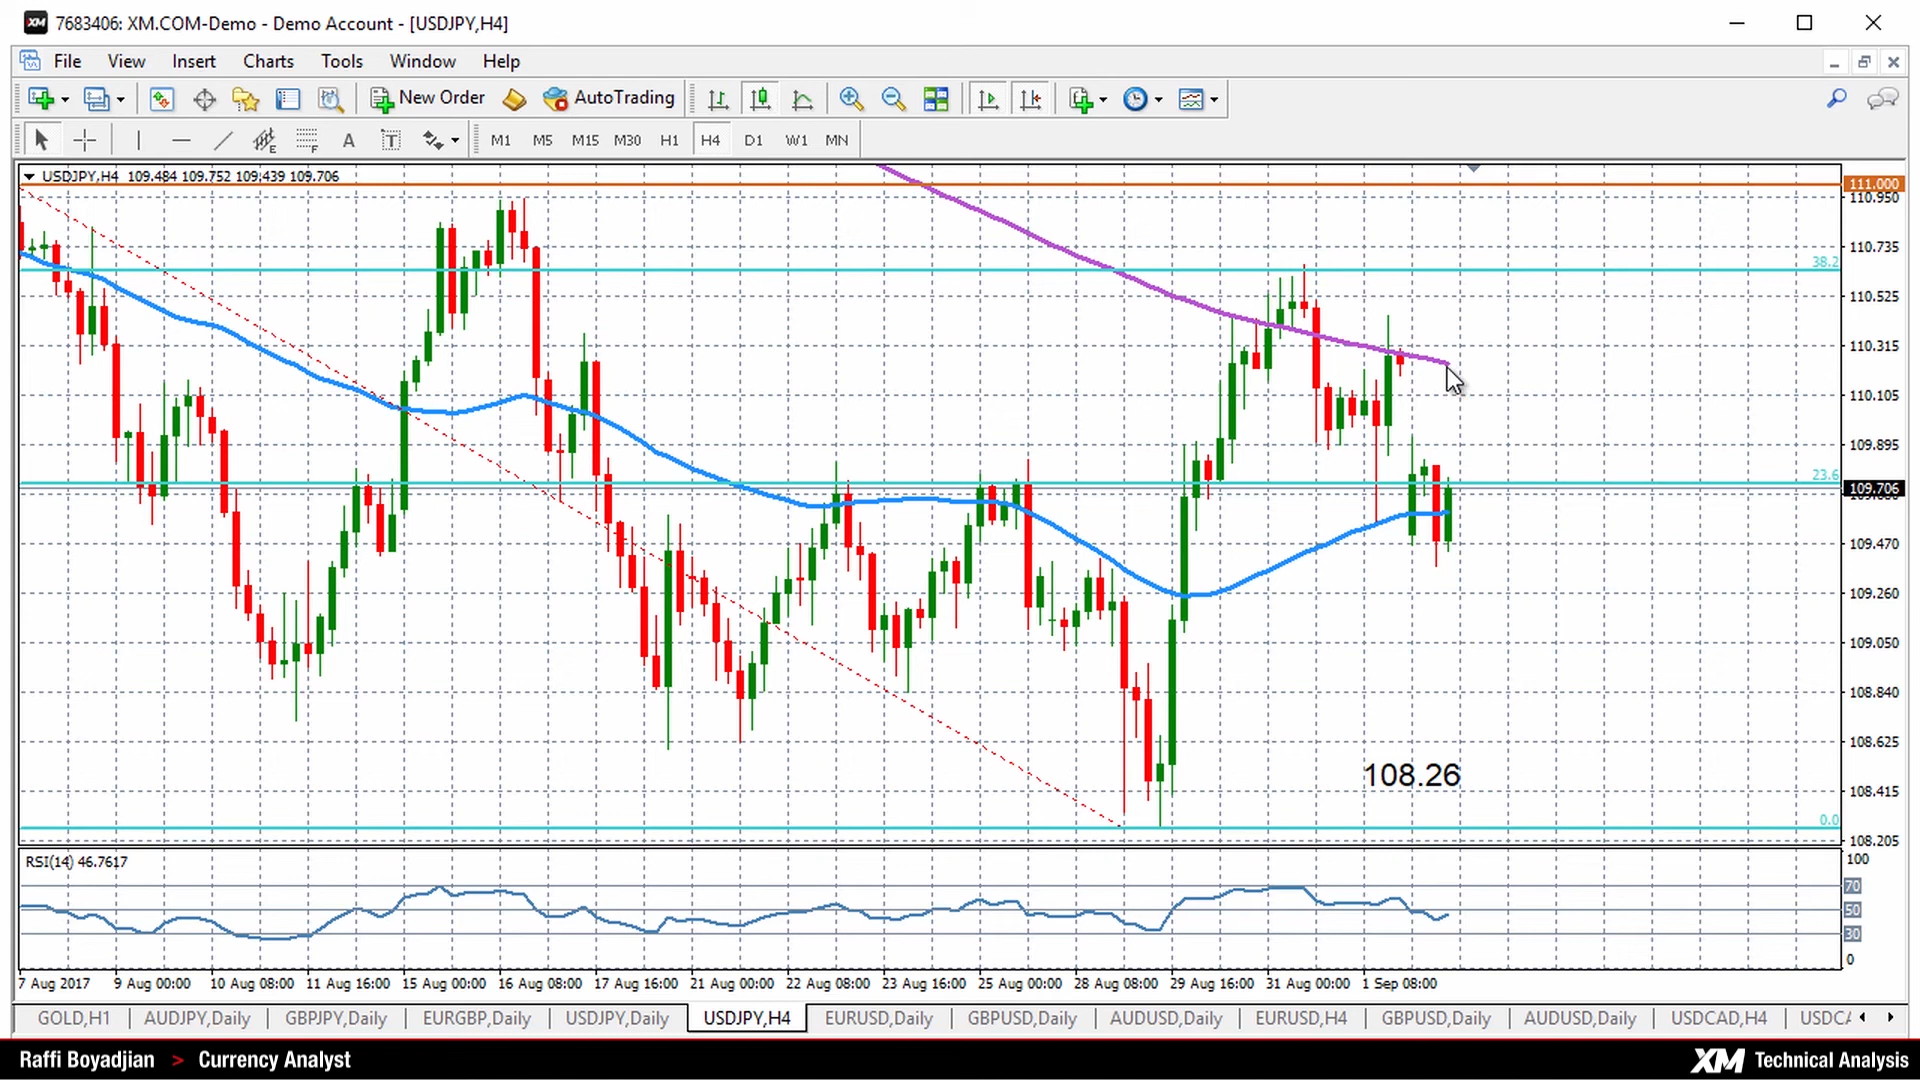 XM 7683406: XM.COM-Demo - Demo Account - [USDJPY,H4]
File View Insert Charts Tools Window Help
New Order AutoTrading
A T M1 M5 M15 M30 H1 H4 D1 W1 MN
USDJPY,H4 109.484 109.752 109.439 109.706
111.000
110.950
110.735
38.2
110.525
110.315
110.105
109.895
23.6
109.706
109.470
109.260
109.050
108.840
108.625
108.26
108.415
0.0
108.205
RSI(14) 46.7617
100
70
50
30
0
7 Aug 2017 9 Aug 00:00 10 Aug 08:00 11 Aug 16:00 15 Aug 00:00 16 Aug 08:00 17 Aug 16:00 21 Aug 00:00 22 Aug 08:00 23 Aug 16:00 25 Aug 00:00 28 Aug 08:00 29 Aug 16:00 31 Aug 00:00 1 Sep 08:00
GOLD,H1 AUDJPY,Daily GBPJPY,Daily EURGBP,Daily USDJPY,Daily USDJPY,H4 EURUSD,Daily GBPUSD,Daily AUDUSD,Daily EURUSD,H4 GBPUSD,Daily AUDUSD,Daily USDCAD,H4 USDCA
Raffi Boyadjian > Currency Analyst XM Technical Analysis